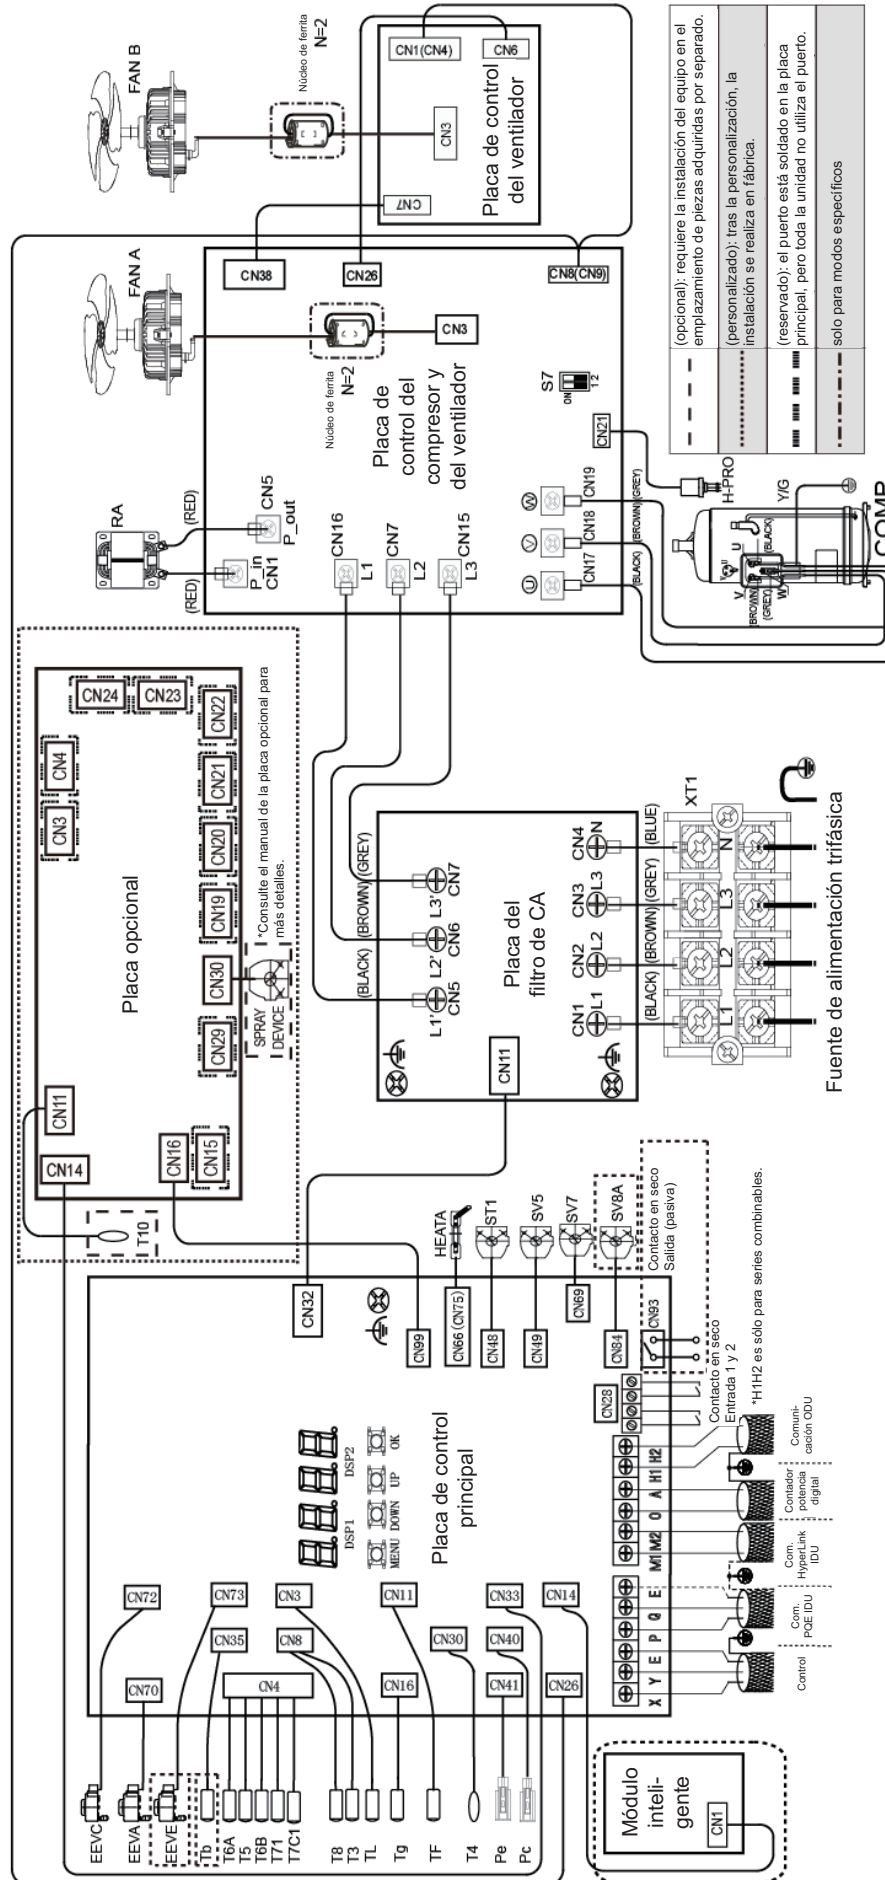 FAN B
Núcleo de ferrita
N=2
CN1(CN4)
CN6
CN3
CN7
Placa de control
del ventilador
FAN A
Núcleo de ferrita
N=2
CN38
CN26
CN8(CN9)
CN3
Placa de
control del
compresor y
del ventilador
S7
ON
1 2
CN21
RA
(RED)
(RED)
CN5
P_out
P_in
CN1
CN16
L1
CN7
L2
CN15
L3
W
V
U
CN19
CN18
CN17
(GREY)
(BROWN)
(BLACK)
H-PRO
Y/G
U
(BLACK)
V
(BROWN)
(GREY)
W
COMP
(opcional): requiere la instalación del equipo en el
emplazamiento de piezas adquiridas por separado.
(personalizado): tras la personalización, la
instalación se realiza en fábrica.
(reservado): el puerto está soldado en la placa
principal, pero toda la unidad no utiliza el puerto.
solo para modos específicos
CN24
CN23
CN4
CN3
CN22
CN21
CN20
CN19
CN30
CN29
Placa opcional
*Consulte el manual de la placa opcional para
más detalles.
SPRAY
DEVICE
CN11
CN14
CN16
CN15
T10
(GREY)
(BROWN)
(BLACK)
L3'
CN7
L2'
CN6
L1'
CN5
Placa del
filtro de CA
CN4
N
CN3
L3
CN2
L2
CN1
L1
CN11
(BLUE)
(GREY)
(BROWN)
(BLACK)
XT1
N
L3
L2
L1
Fuente de alimentación trifásica
CN32
CN99
HEATA
CN66(CN75)
ST1
CN48
SV5
CN49
SV7
CN69
SV8A
CN84
CN93
Contacto en seco
Salida (pasiva)
CN28
Contacto en seco
Entrada 1 y 2
*H1H2 es sólo para series combinables.
DSP1
DSP2
MENU
DOWN
UP
OK
Placa de control
principal
CN72
CN70
CN73
CN35
CN4
CN3
CN8
CN11
CN16
CN30
CN33
CN40
CN41
CN14
CN26
X Y E P Q E
M1 M2 O A H1 H2
Control
Com.
PQE IDU
Com.
HyperLink
IDU
Contador
potencia
digital
Comuni-
cación ODU
EEVC
EEVA
EEVE
Tb
T6A
T5
T6B
T71
T7C1
T8
T3
TL
Tg
TF
T4
Pe
Pc
Módulo
inteli-
gente
CN1